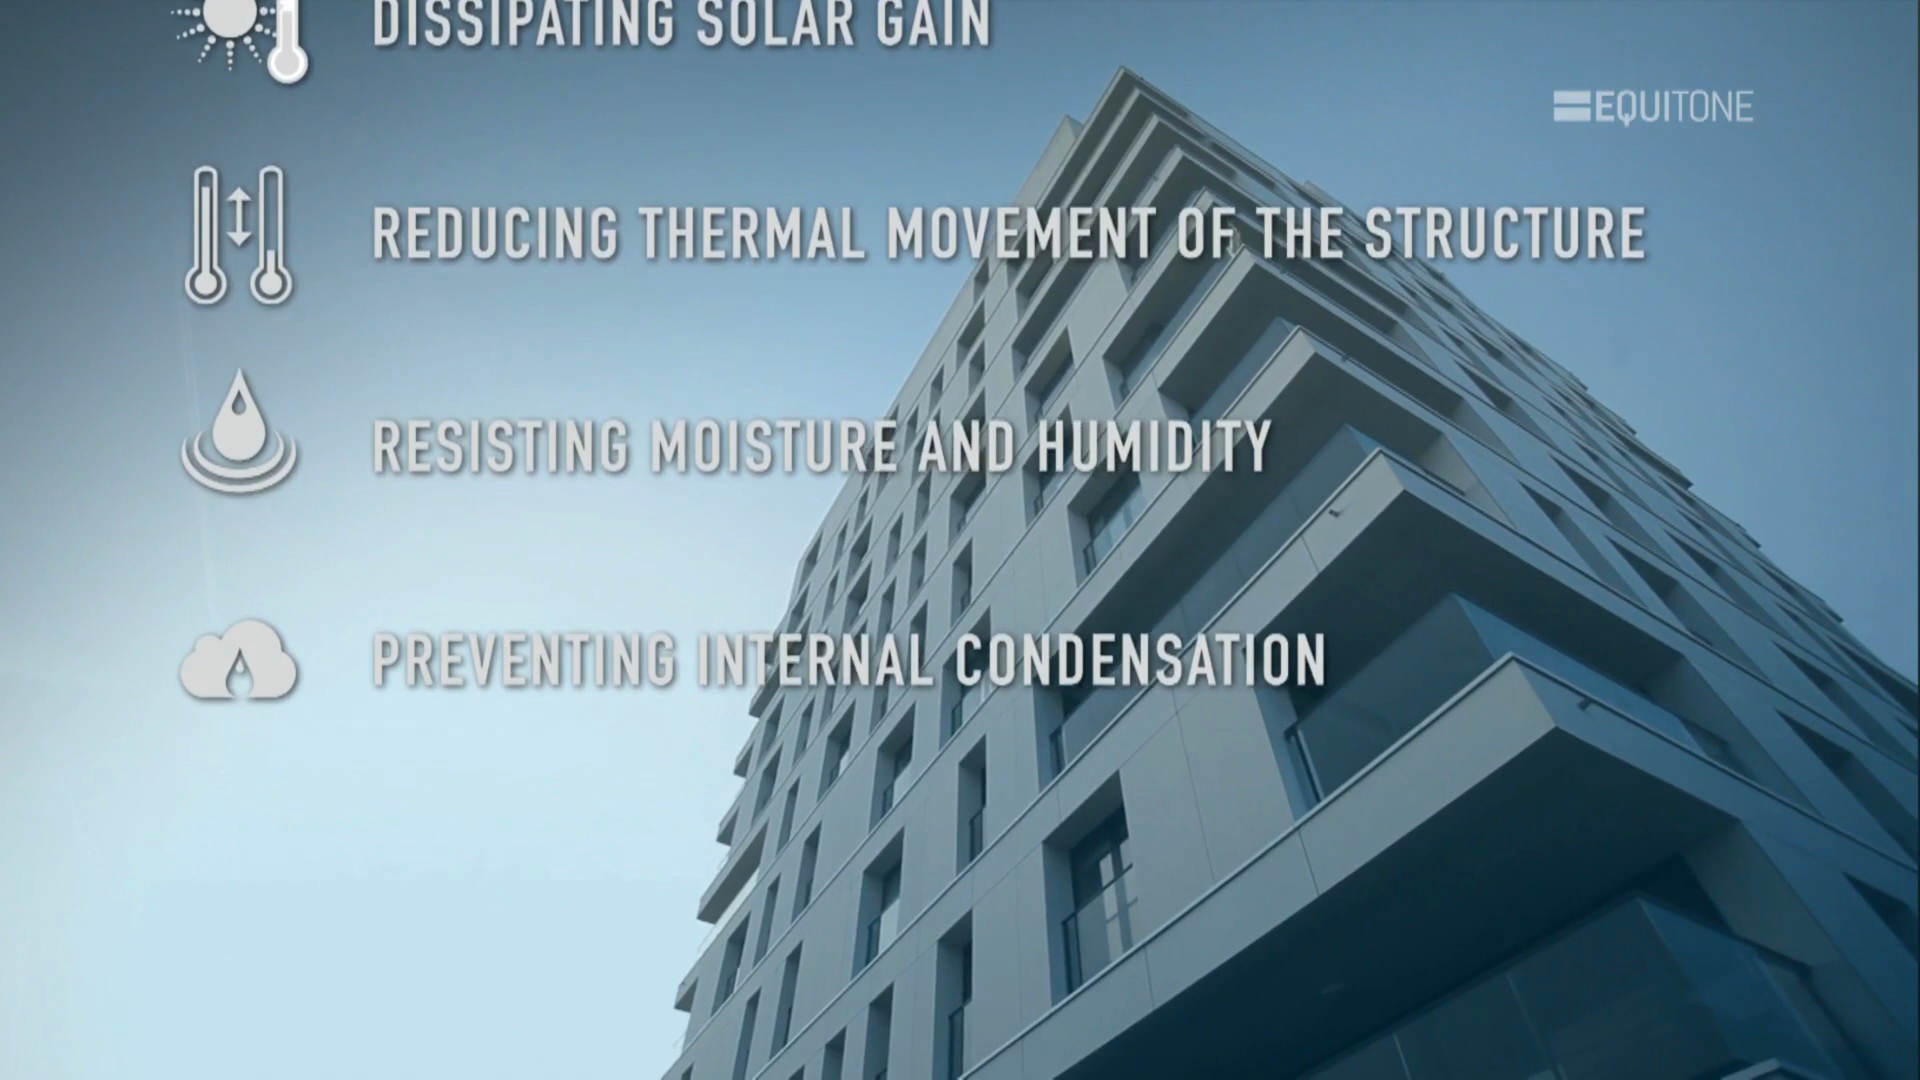 DISSIPATING SOLAR GAIN
EQUITONE
REDUCING THERMAL MOVEMENT OF THE STRUCTURE
RESISTING MOISTURE AND HUMIDITY
PREVENTING INTERNAL CONDENSATION